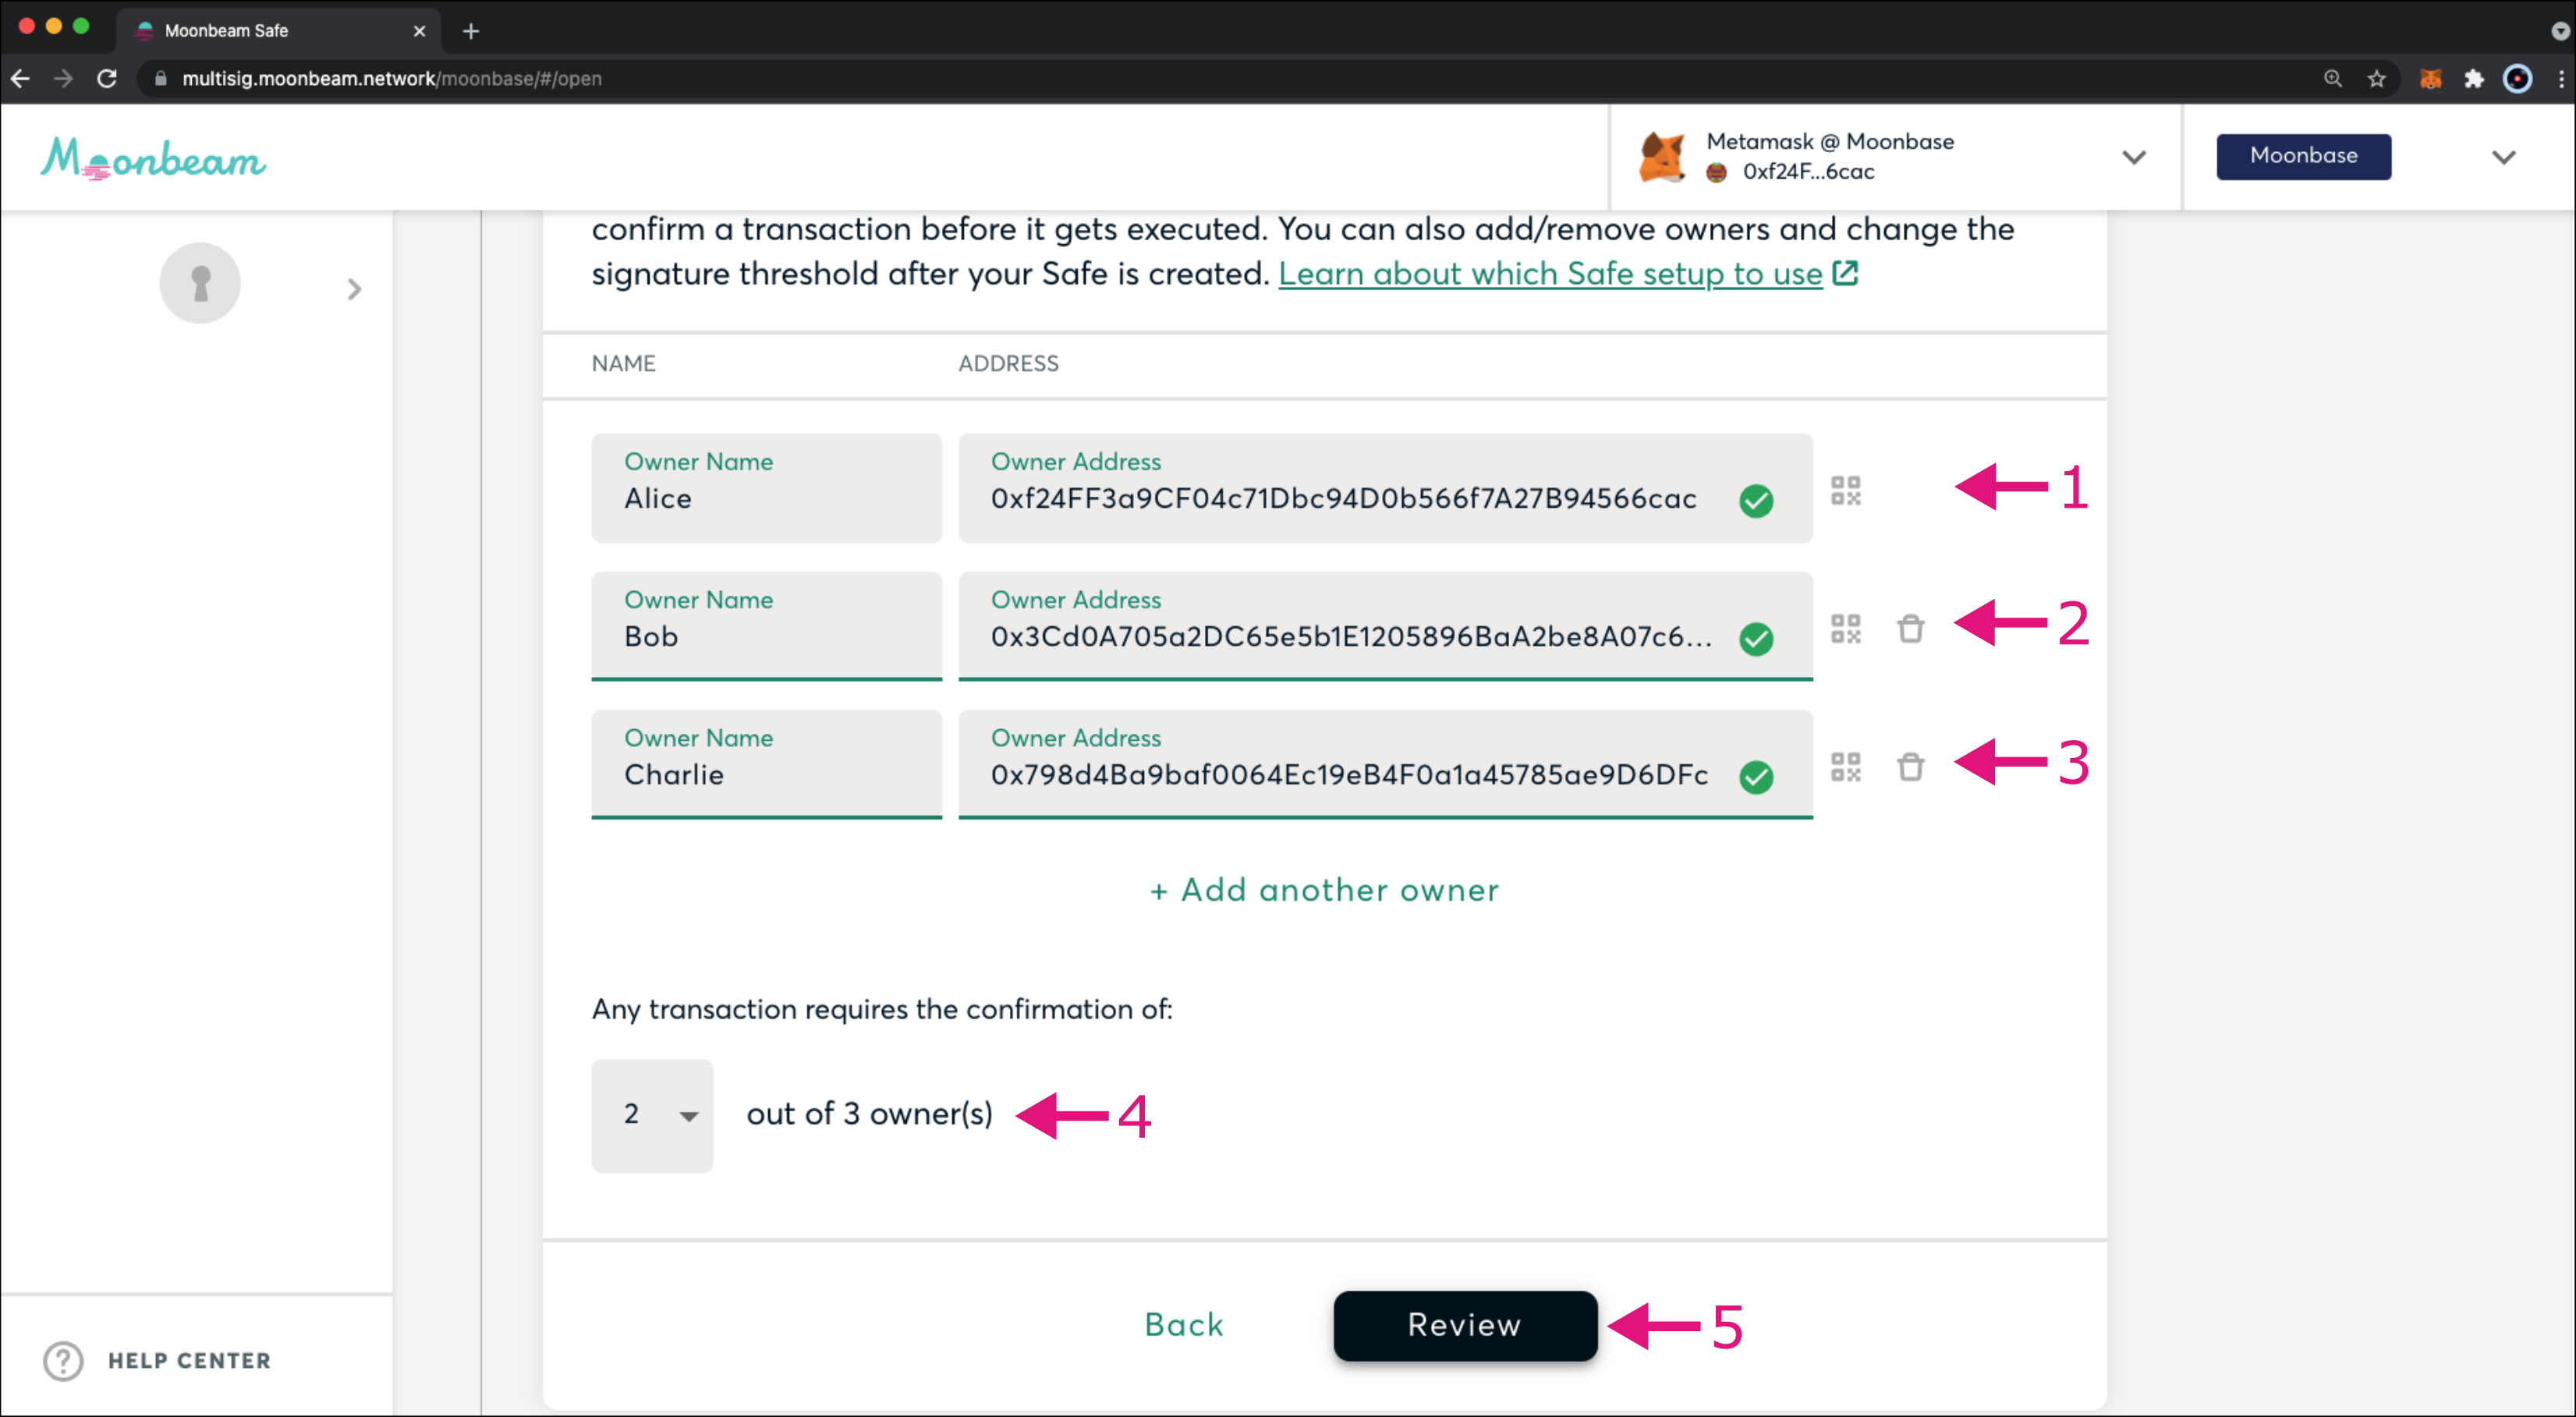 Moonbeam Safe
multisig.moonbeam.network/moonbase/#/open
Moonbeam
Metamask @ Moonbase
0xf24F...6cac
Moonbase
confirm a transaction before it gets executed. You can also add/remove owners and change the
signature threshold after your Safe is created. Learn about which Safe setup to use
NAME ADDRESS
Owner Name Owner Address
Alice 0xf24FF3a9CF04c71Dbc94D0b566f7A27B94566cac 1
Owner Name Owner Address
Bob 0x3Cd0A705a2DC65e5b1E1205896BaA2be8A07c6... 2
Owner Name Owner Address
Charlie 0x798d4Ba9baf0064Ec19eB4F0a1a45785ae9D6DFc 3
+ Add another owner
Any transaction requires the confirmation of:
2 out of 3 owner(s) 4
Back Review 5
? HELP CENTER